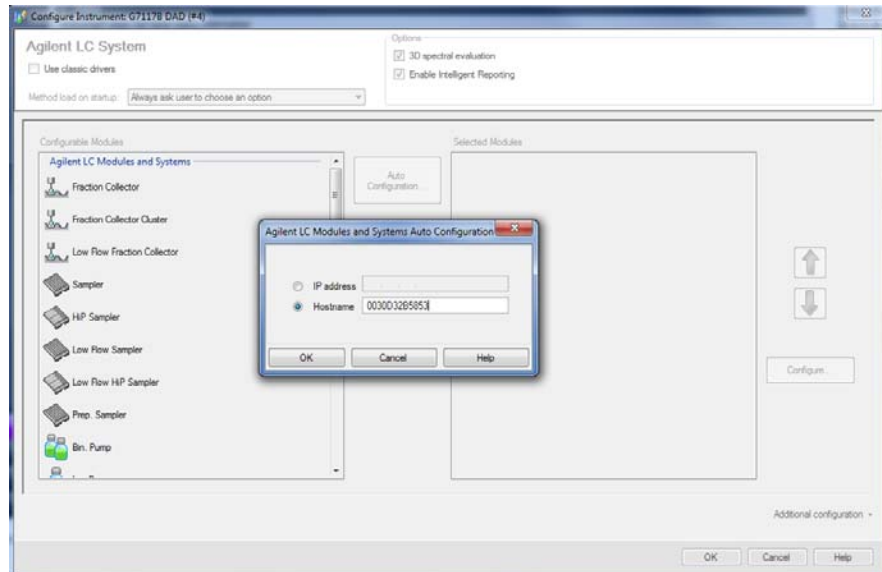 Configure Instrument: G7117B DAD (#4)
Agilent LC System
Use classic drivers
Method load on startup: Always ask user to choose an option
Options
3D spectral evaluation
Enable Intelligent Reporting
Configurable Modules
Agilent LC Modules and Systems
Fraction Collector
Fraction Collector Cluster
Low Flow Fraction Collector
Sampler
HiP Sampler
Low Flow Sampler
Low Flow HiP Sampler
Prep. Sampler
Bin. Pump
Auto
Configuration...
Selected Modules
Agilent LC Modules and Systems Auto Configuration
IP address
Hostname 0030D32B5853
OK Cancel Help
Configure...
Additional configuration
OK Cancel Help